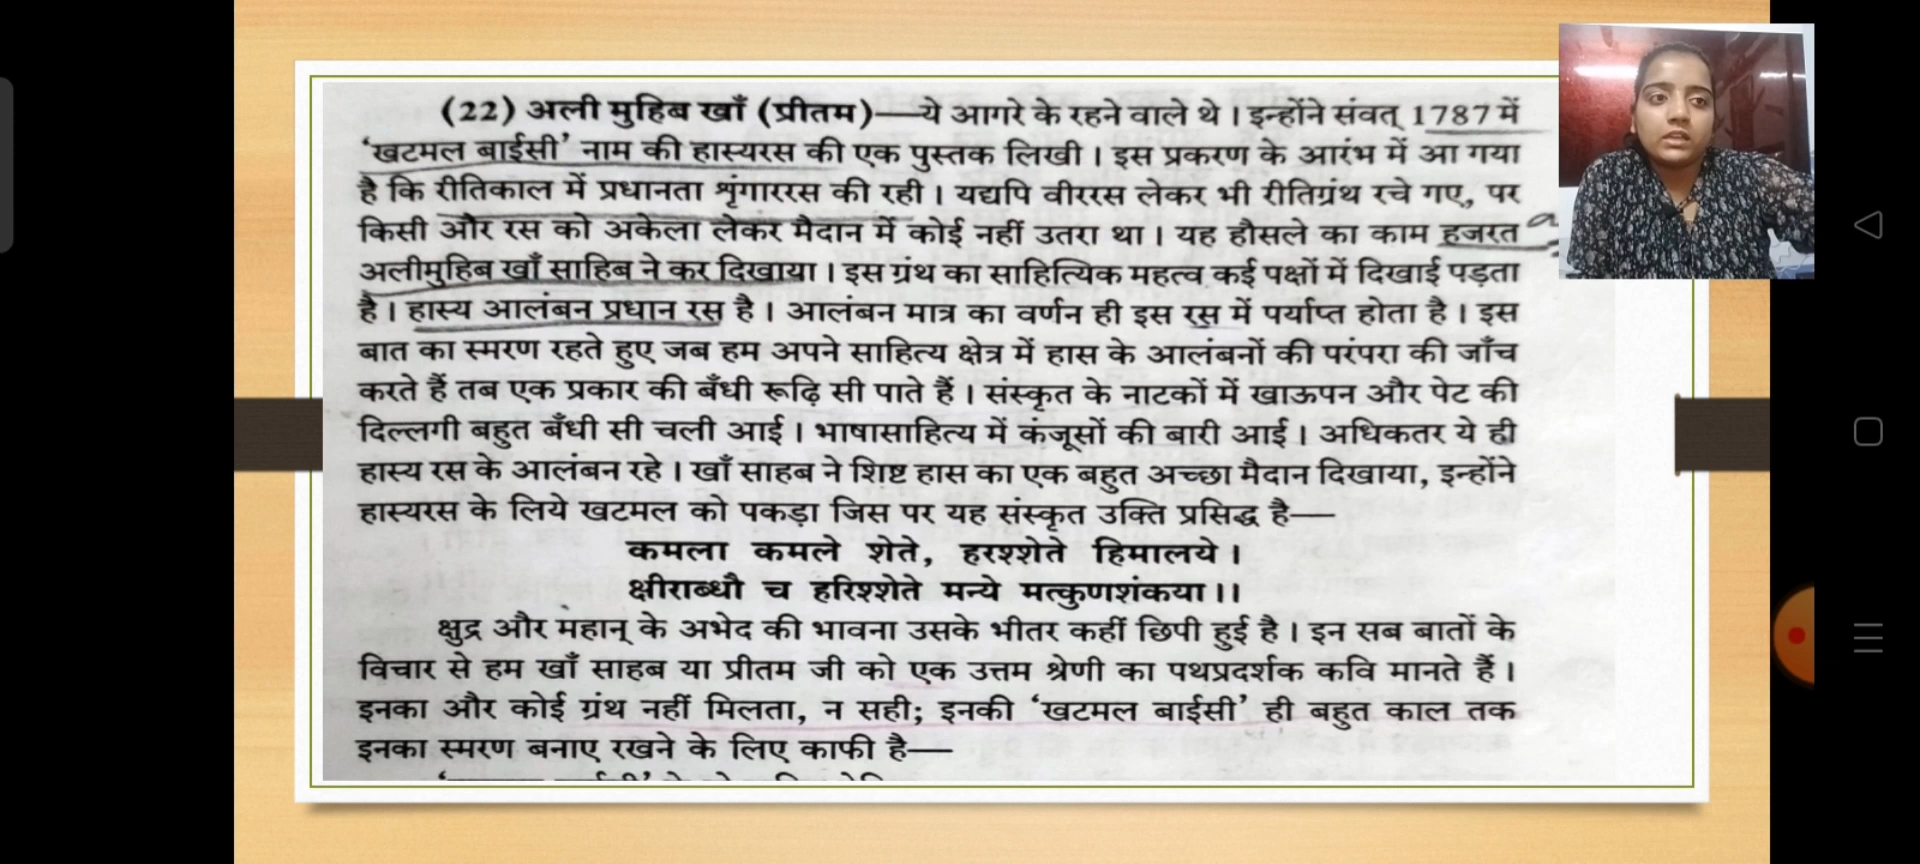 (22) अली मुहिब खाँ (प्रीतम)—ये आगरे के रहने वाले थे। इन्होंने संवत् 1787 में
‘खटमल बाईसी’ नाम की हास्यरस की एक पुस्तक लिखी। इस प्रकरण के आरंभ में आ गया
है कि रीतिकाल में प्रधानता शृंगाररस की रही। यद्यपि वीररस लेकर भी रीतिग्रंथ रचे गए, पर
किसी और रस को अकेला लेकर मैदान में कोई नहीं उतरा था। यह हौसले का काम हजरत
अलीमुहिब खाँ साहिब ने कर दिखाया। इस ग्रंथ का साहित्यिक महत्व कई पक्षों में दिखाई पड़ता
है। हास्य आलंबन प्रधान रस है। आलंबन मात्र का वर्णन ही इस रस में पर्याप्त होता है। इस
बात का स्मरण रहते हुए जब हम अपने साहित्य क्षेत्र में हास के आलंबनों की परंपरा की जाँच
करते हैं तब एक प्रकार की बँधी रूढ़ि सी पाते हैं। संस्कृत के नाटकों में खाऊपन और पेट की
दिल्लगी बहुत बँधी सी चली आई। भाषासाहित्य में कंजूसों की बारी आई। अधिकतर ये ही
हास्य रस के आलंबन रहे। खाँ साहब ने शिष्ट हास का एक बहुत अच्छा मैदान दिखाया, इन्होंने
हास्यरस के लिये खटमल को पकड़ा जिस पर यह संस्कृत उक्ति प्रसिद्ध है—
कमला कमले शेते, हरश्शेते हिमालये।
क्षीराब्धौ च हरिश्शेते मन्ये मत्कुणशंकया।।
क्षुद्र और महान् के अभेद की भावना उसके भीतर कहीं छिपी हुई है। इन सब बातों के
विचार से हम खाँ साहब या प्रीतम जी को एक उत्तम श्रेणी का पथप्रदर्शक कवि मानते हैं।
इनका और कोई ग्रंथ नहीं मिलता, न सही; इनकी ‘खटमल बाईसी’ ही बहुत काल तक
इनका स्मरण बनाए रखने के लिए काफी है—